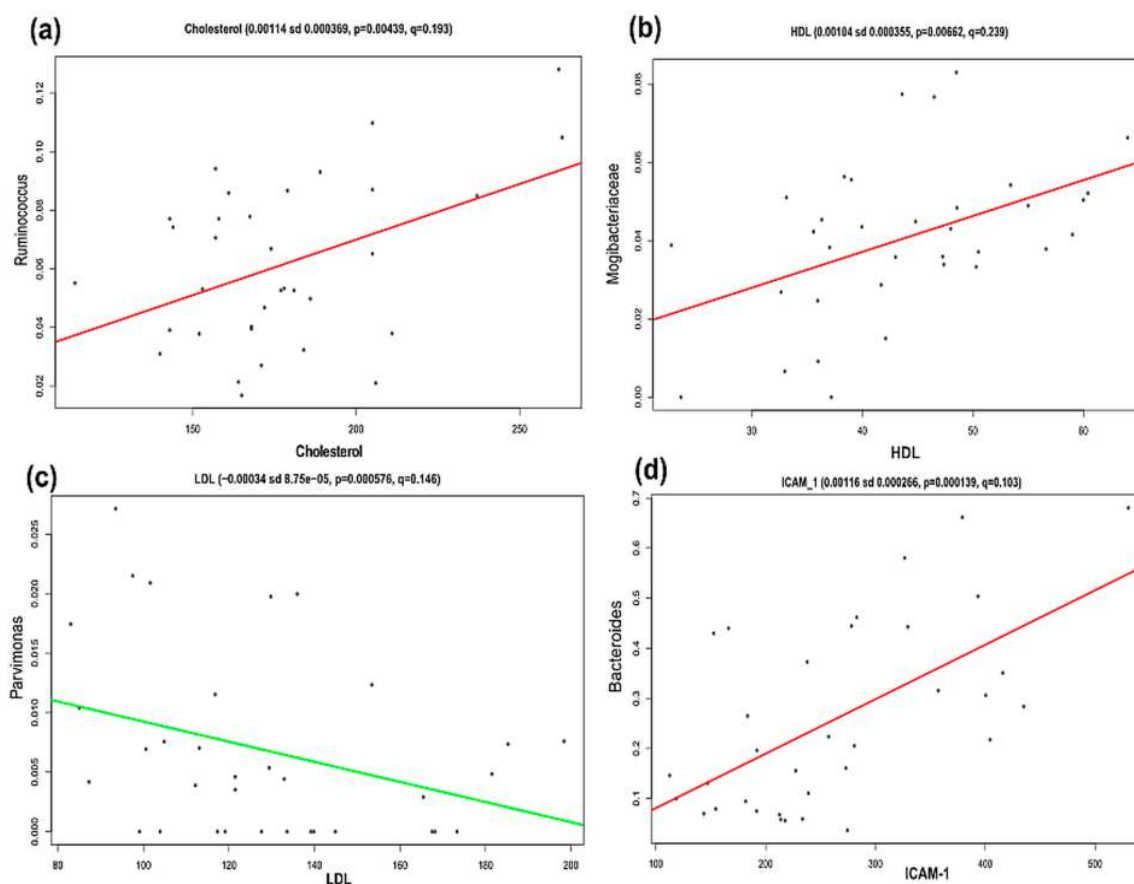 (a)
Cholesterol (0.00114 sd 0.000369, p=0.00439, q=0.193)
Ruminococcus
0.12
0.10
0.08
0.06
0.04
0.02
150
200
250
Cholesterol
(b)
HDL (0.00104 sd 0.000355, p=0.00662, q=0.239)
Mogibacteriaceae
0.08
0.06
0.04
0.02
0.00
30
40
50
60
HDL
(c)
LDL (−0.00034 sd 8.75e−05, p=0.000576, q=0.146)
Parvimonas
0.025
0.020
0.015
0.010
0.005
0.000
80
100
120
140
160
180
200
LDL
(d)
ICAM_1 (0.00116 sd 0.000266, p=0.000139, q=0.103)
Bacteroides
0.7
0.6
0.5
0.4
0.3
0.2
0.1
100
200
300
400
500
ICAM-1